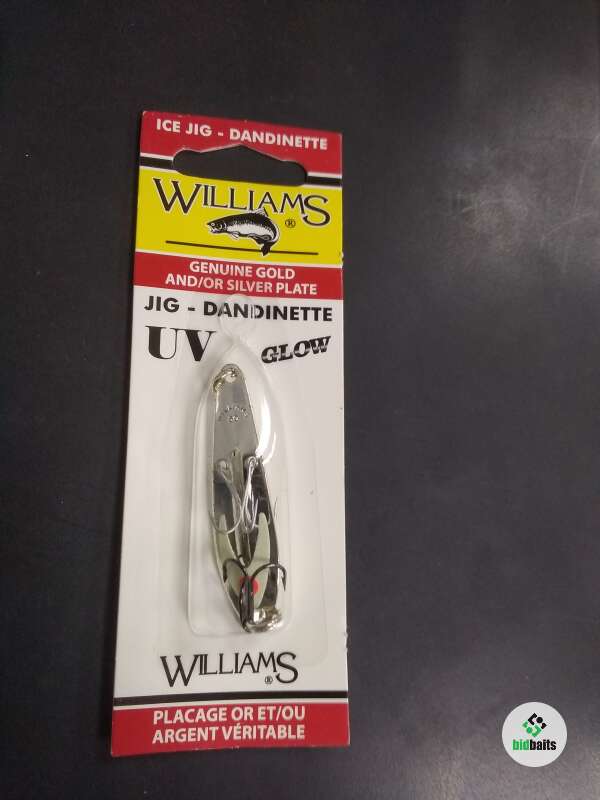 ICE JIG - DANDINETTE
WILLIAMS
®
GENUINE GOLD
AND/OR SILVER PLATE
JIG - DANDINETTE
UV GLOW
WILLIAMS
®
PLACAGE OR ET/OU
ARGENT VÉRITABLE
bidbaits